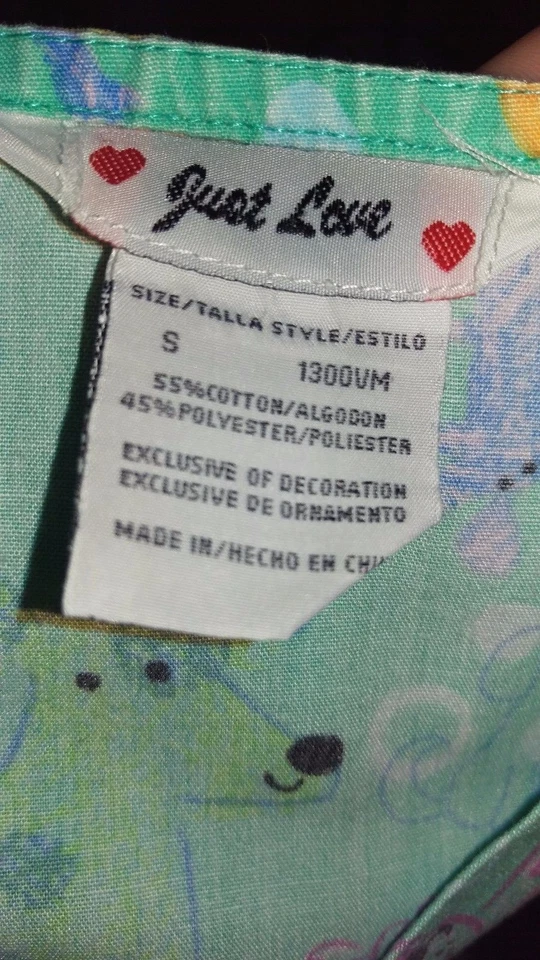 Just Love
SIZE/TALLA STYLE/ESTILO
S 1300VM
55%COTTON/ALGODON
45%POLYESTER/POLIESTER
EXCLUSIVE OF DECORATION
EXCLUSIVE DE ORNAMENTO
MADE IN/HECHO EN